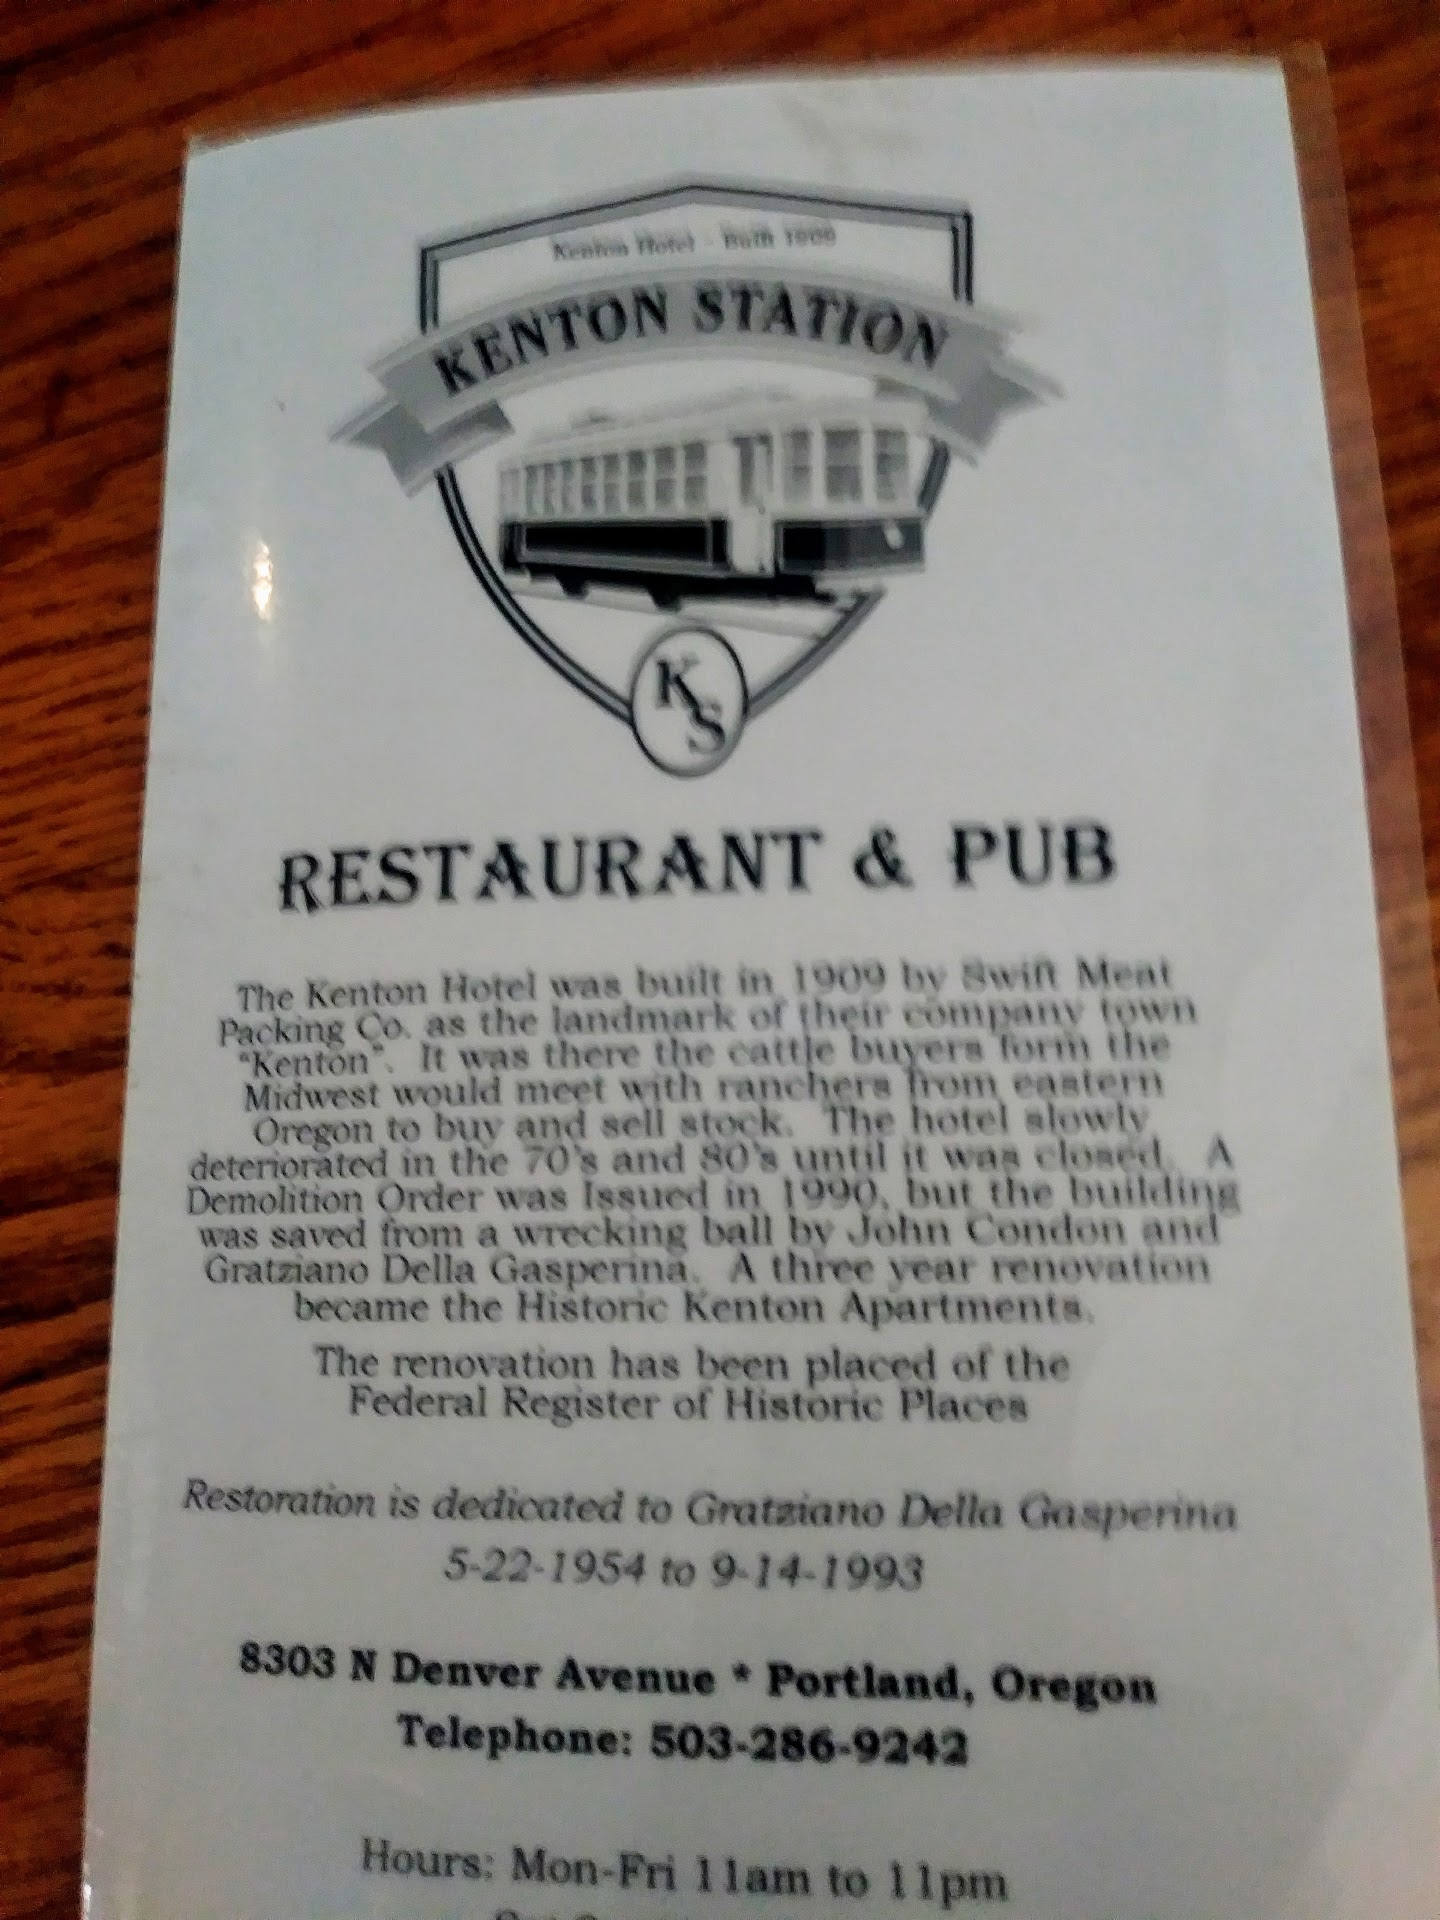 Kenton Hotel - Built 1909
KENTON STATION
KS
RESTAURANT & PUB
The Kenton Hotel was built in 1909 by Swift Meat
Packing Co. as the landmark of their company town
"Kenton". It was there the cattle buyers form the
Midwest would meet with ranchers from eastern
Oregon to buy and sell stock. The hotel slowly
deteriorated in the 70's and 80's until it was closed. A
Demolition Order was Issued in 1990, but the building
was saved from a wrecking ball by John Condon and
Gratziano Della Gasperina. A three year renovation
became the Historic Kenton Apartments.
The renovation has been placed of the
Federal Register of Historic Places
Restoration is dedicated to Gratziano Della Gasperina
5-22-1954 to 9-14-1993
8303 N Denver Avenue * Portland, Oregon
Telephone: 503-286-9242
Hours: Mon-Fri 11am to 11pm